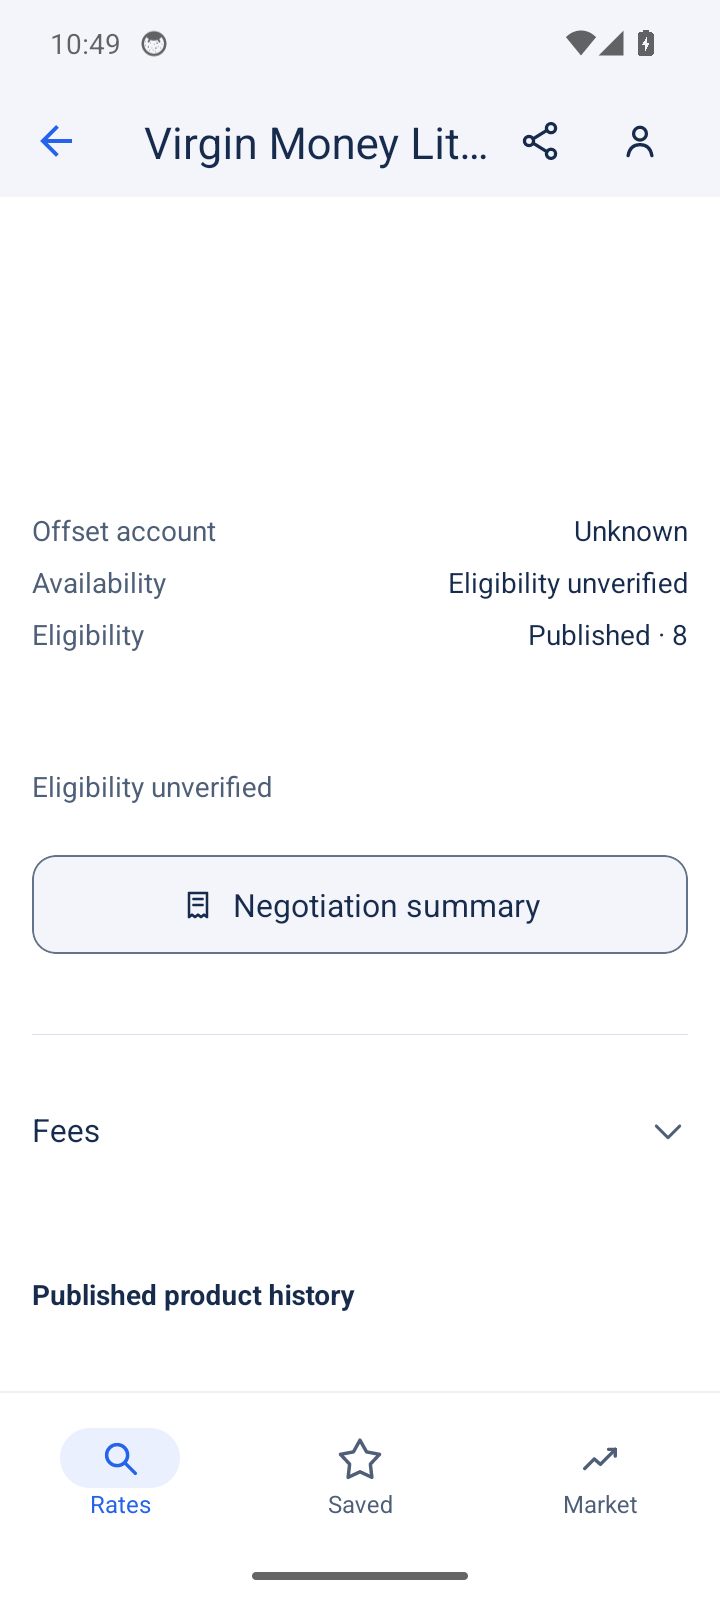 10:49
Virgin Money Lit...
Offset account Unknown
Availability Eligibility unverified
Eligibility Published · 8
Eligibility unverified
Negotiation summary
Fees
Published product history
Rates Saved Market